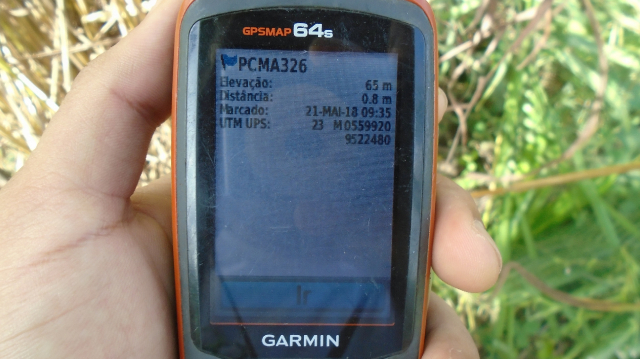 GPSMAP 64s
PCMA326
Elevação: 65 m
Distância: 0.8 m
Marcado: 21-MAI-18 09:35
UTM UPS: 23 M 0559920
9522480
Ir
GARMIN